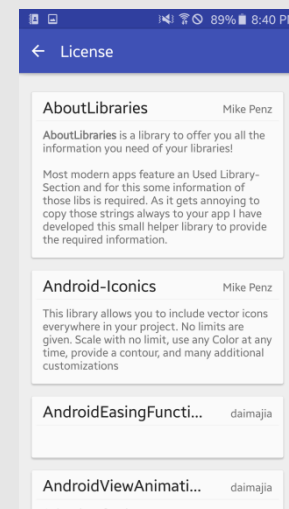 89% 8:40 PM
License
AboutLibraries Mike Penz
AboutLibraries is a library to offer you all the
information you need of your libraries!
Most modern apps feature an Used Library-
Section and for this some information of
those libs is required. As it gets annoying to
copy those strings always to your app I have
developed this small helper library to provide
the required information.
Android-Iconics Mike Penz
This library allows you to include vector icons
everywhere in your project. No limits are
given. Scale with no limit, use any Color at any
time, provide a contour, and many additional
customizations
AndroidEasingFuncti... daimajia
AndroidViewAnimati... daimajia